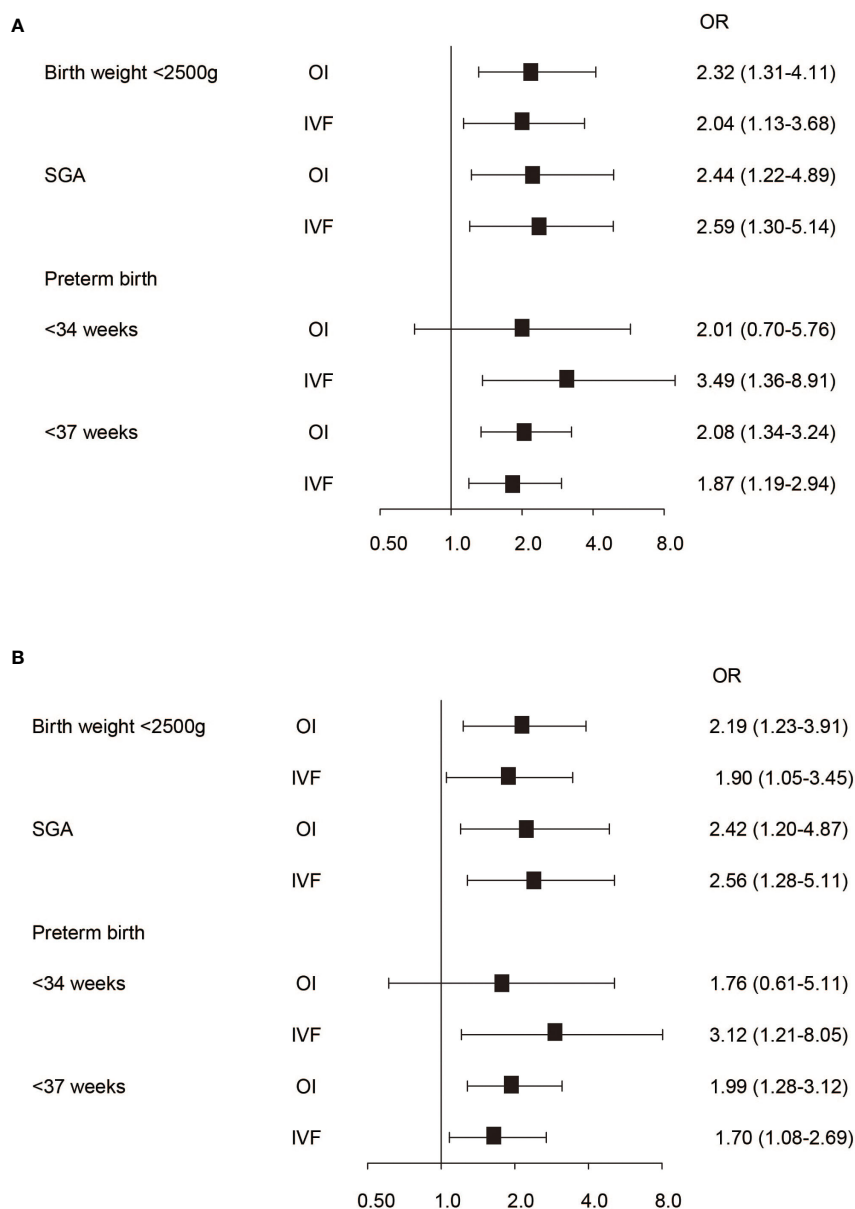 A
OR
Birth weight <2500g OI 2.32 (1.31-4.11)
IVF 2.04 (1.13-3.68)
SGA OI 2.44 (1.22-4.89)
IVF 2.59 (1.30-5.14)
Preterm birth
<34 weeks OI 2.01 (0.70-5.76)
IVF 3.49 (1.36-8.91)
<37 weeks OI 2.08 (1.34-3.24)
IVF 1.87 (1.19-2.94)
0.50 1.0 2.0 4.0 8.0
B
OR
Birth weight <2500g OI 2.19 (1.23-3.91)
IVF 1.90 (1.05-3.45)
SGA OI 2.42 (1.20-4.87)
IVF 2.56 (1.28-5.11)
Preterm birth
<34 weeks OI 1.76 (0.61-5.11)
IVF 3.12 (1.21-8.05)
<37 weeks OI 1.99 (1.28-3.12)
IVF 1.70 (1.08-2.69)
0.50 1.0 2.0 4.0 8.0